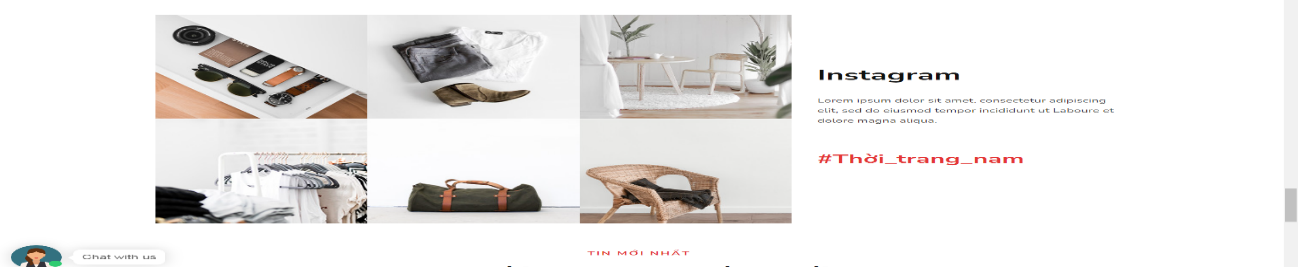 Instagram
Lorem ipsum dolor sit amet, consectetur adipiscing
elit, sed do eiusmod tempor incididunt ut Laboure et
dolore magna aliqua.
#Thời_trang_nam
Chat with us
TIN MỚI NHẤT